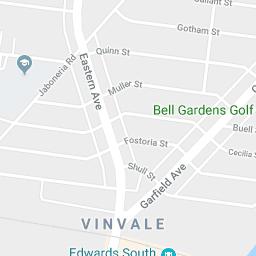 Gallant St
Gotham St
Quinn St
Eastern Ave
Jaboneria Rd
Muller St
Bell Gardens Golf
Buell S
Fostoria St
Cecilia S
Shull St
Garfield Ave
VINVALE
Edwards South